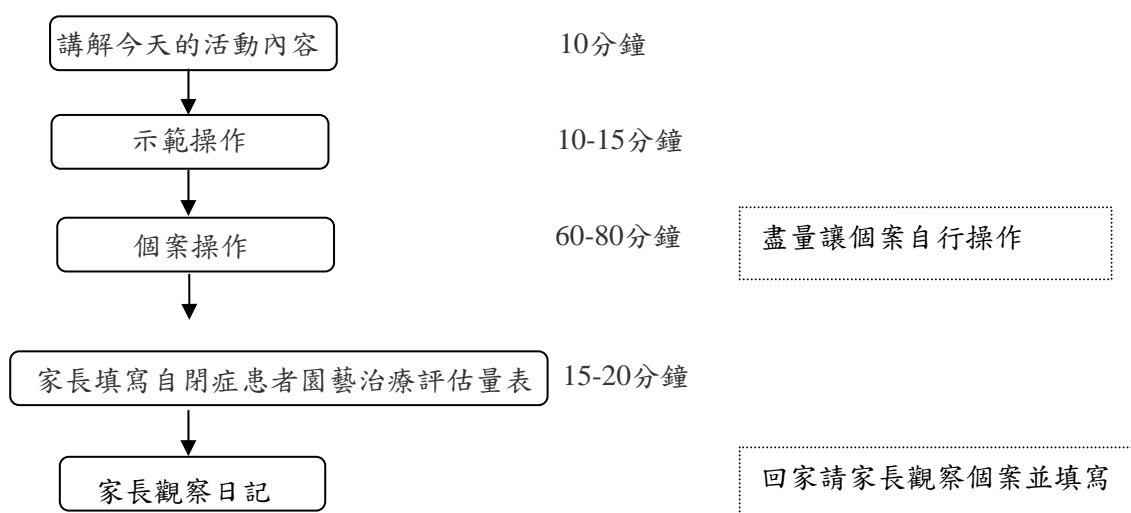 講解今天的活動內容 10分鐘
示範操作 10-15分鐘
個案操作 60-80分鐘 盡量讓個案自行操作
家長填寫自閉症患者園藝治療評估量表 15-20分鐘
家長觀察日記 回家請家長觀察個案並填寫